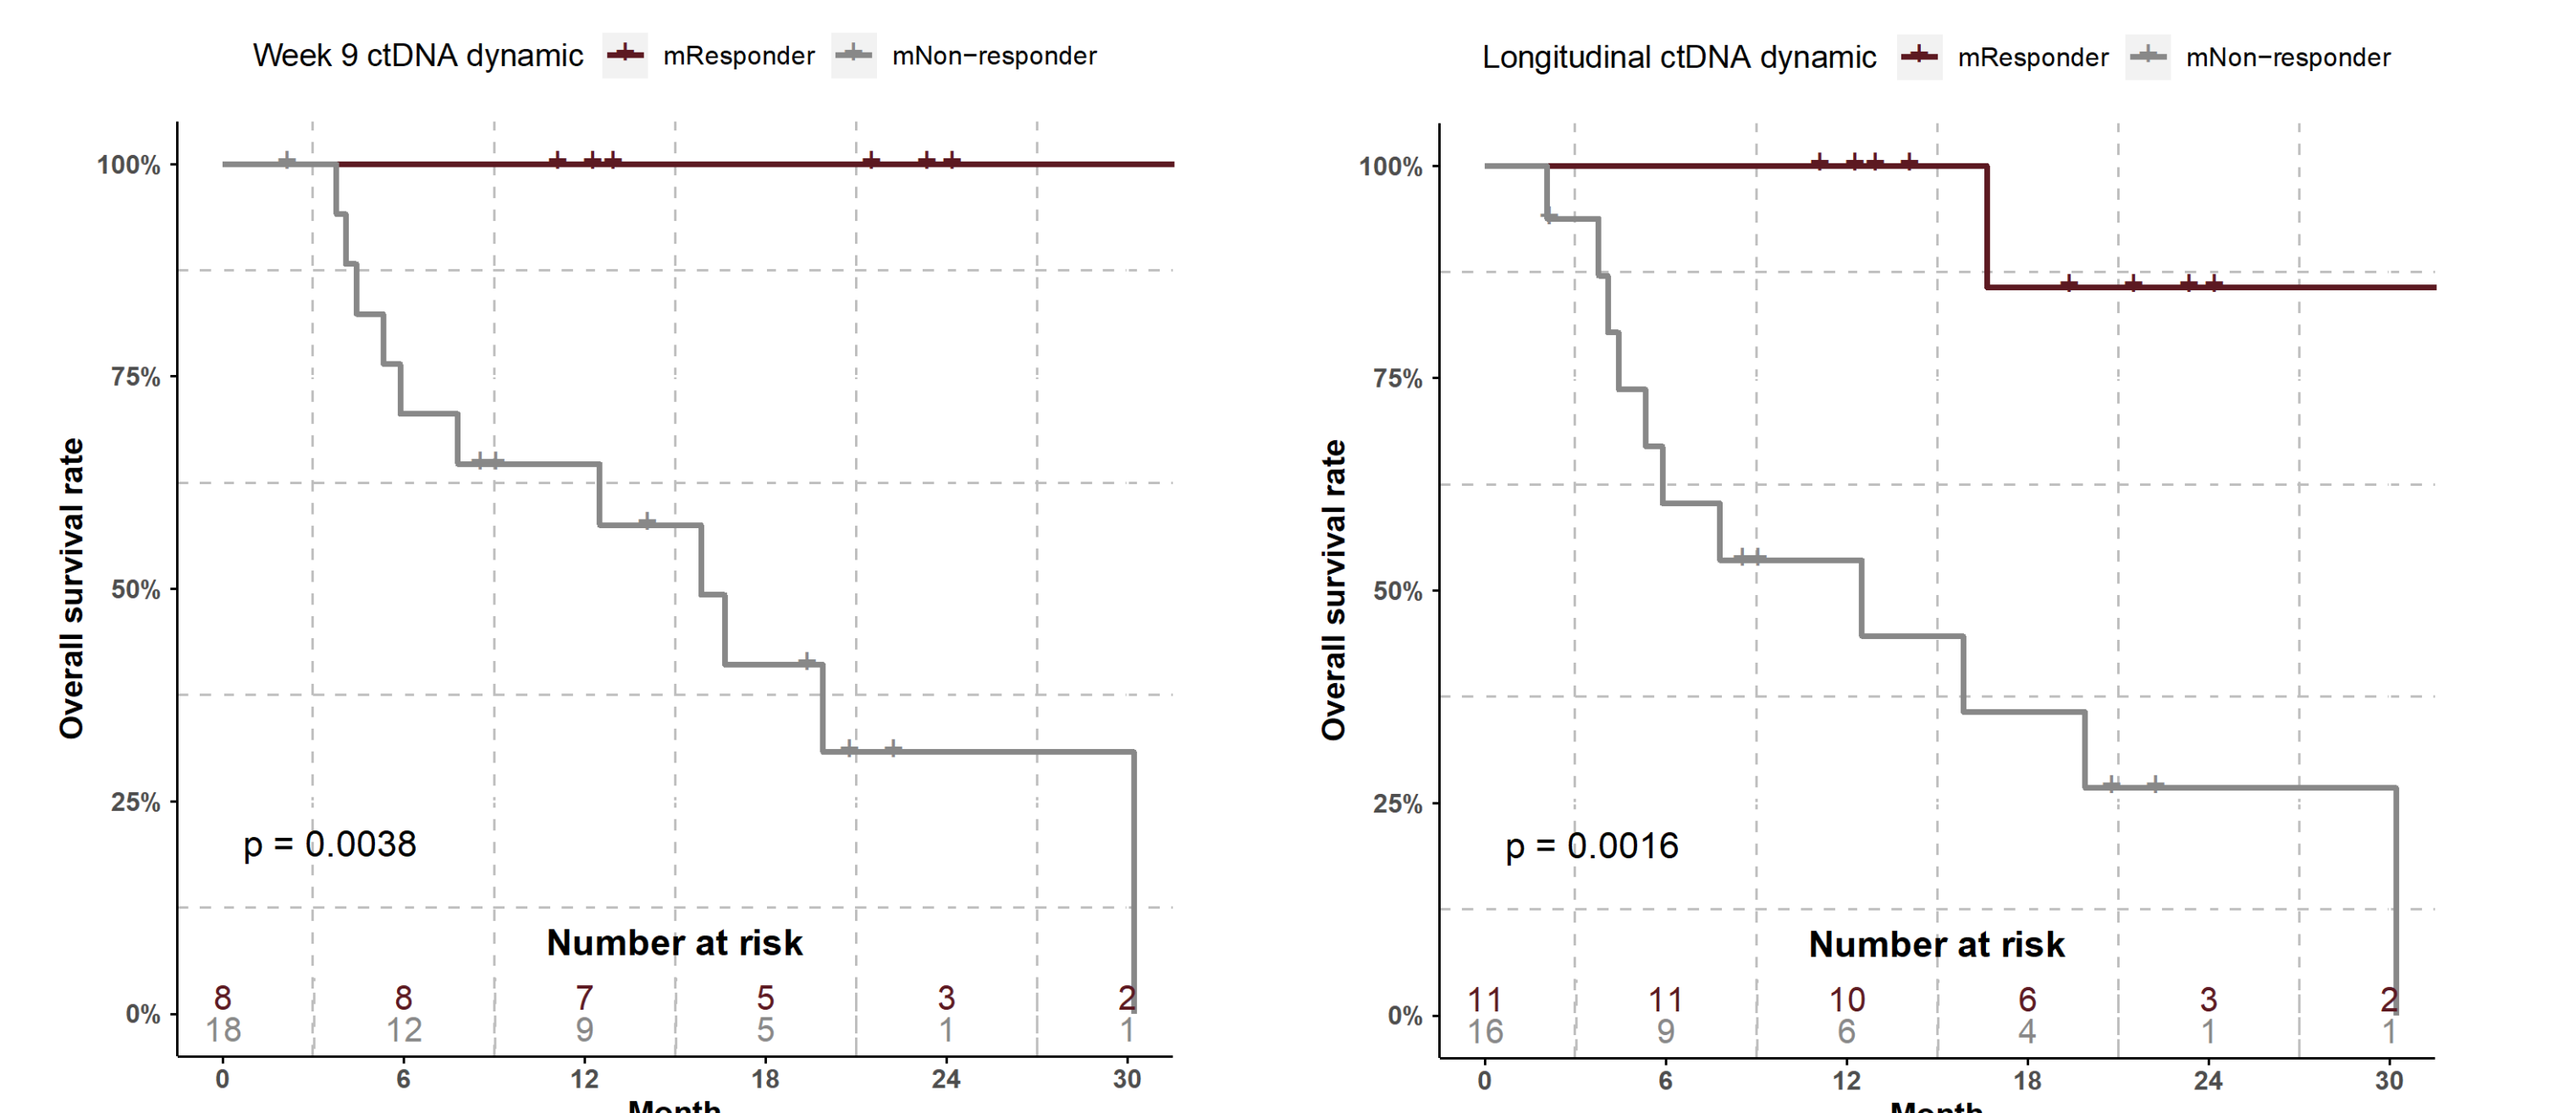 Week 9 ctDNA dynamic mResponder mNon−responder
Overall survival rate
100%
75%
50%
25%
0%
p = 0.0038
Number at risk
8 8 7 5 3 2
18 12 9 5 1 1
0 6 12 18 24 30
Month
Longitudinal ctDNA dynamic mResponder mNon−responder
Overall survival rate
100%
75%
50%
25%
0%
p = 0.0016
Number at risk
11 11 10 6 3 2
16 9 6 4 1 1
0 6 12 18 24 30
Month